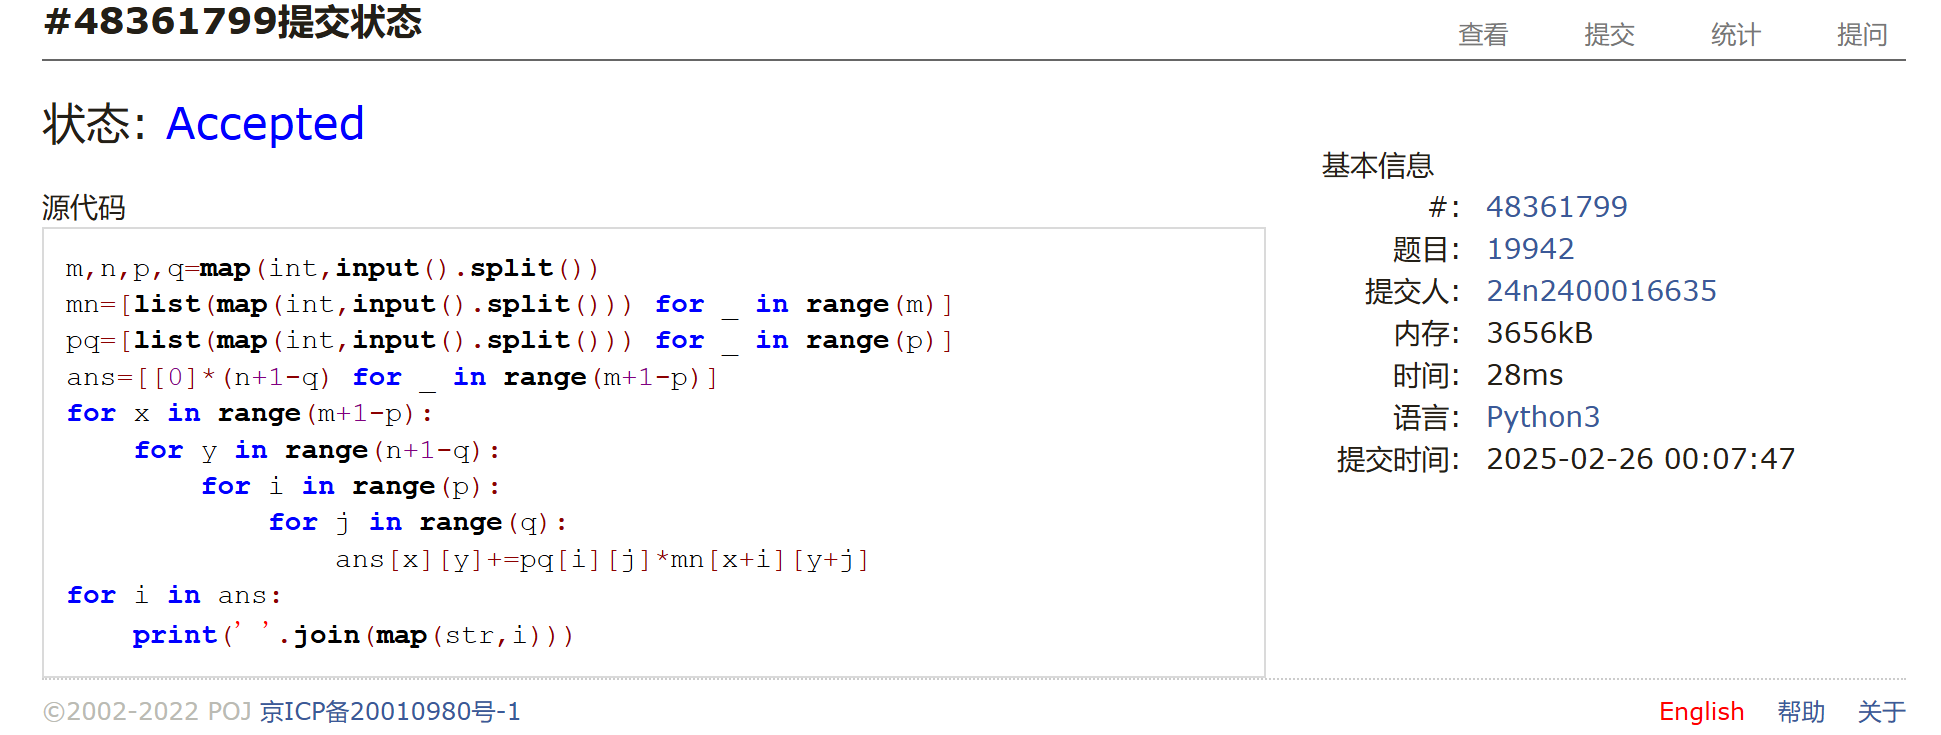 #48361799提交状态
查看 提交 统计 提问
状态: Accepted
源代码
m,n,p,q=map(int,input().split())
mn=[list(map(int,input().split())) for _ in range(m)]
pq=[list(map(int,input().split())) for _ in range(p)]
ans=[[0]*(n+1-q) for _ in range(m+1-p)]
for x in range(m+1-p):
    for y in range(n+1-q):
        for i in range(p):
            for j in range(q):
                ans[x][y]+=pq[i][j]*mn[x+i][y+j]
for i in ans:
    print(' '.join(map(str,i)))
基本信息
#: 48361799
题目: 19942
提交人: 24n2400016635
内存: 3656kB
时间: 28ms
语言: Python3
提交时间: 2025-02-26 00:07:47
©2002-2022 POJ 京ICP备20010980号-1
English 帮助 关于